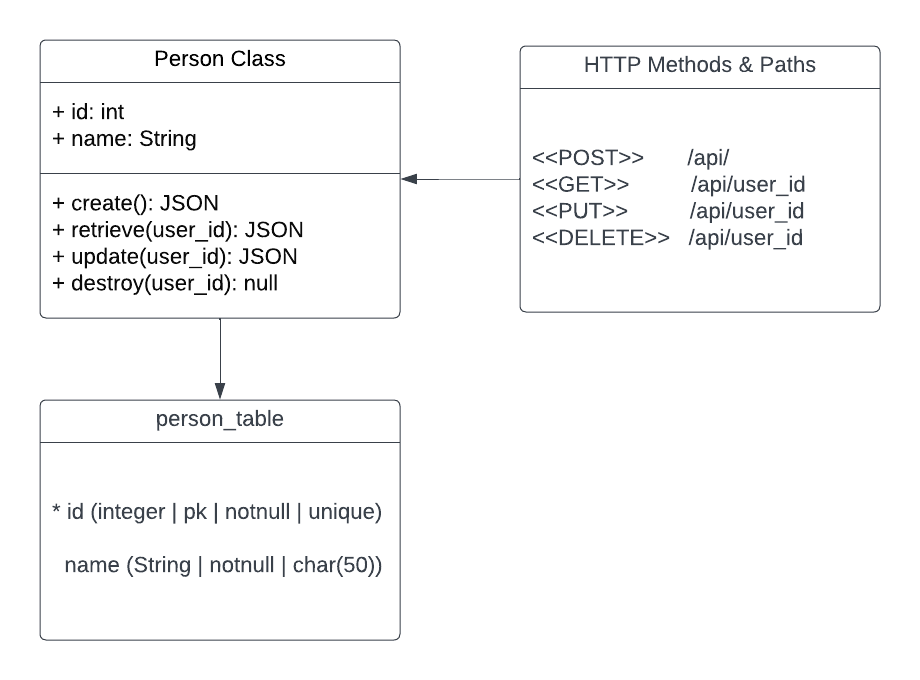 Person Class
+ id: int
+ name: String
+ create(): JSON
+ retrieve(user_id): JSON
+ update(user_id): JSON
+ destroy(user_id): null
HTTP Methods & Paths
<<POST>> /api/
<<GET>> /api/user_id
<<PUT>> /api/user_id
<<DELETE>> /api/user_id
person_table
* id (integer | pk | notnull | unique)
name (String | notnull | char(50))